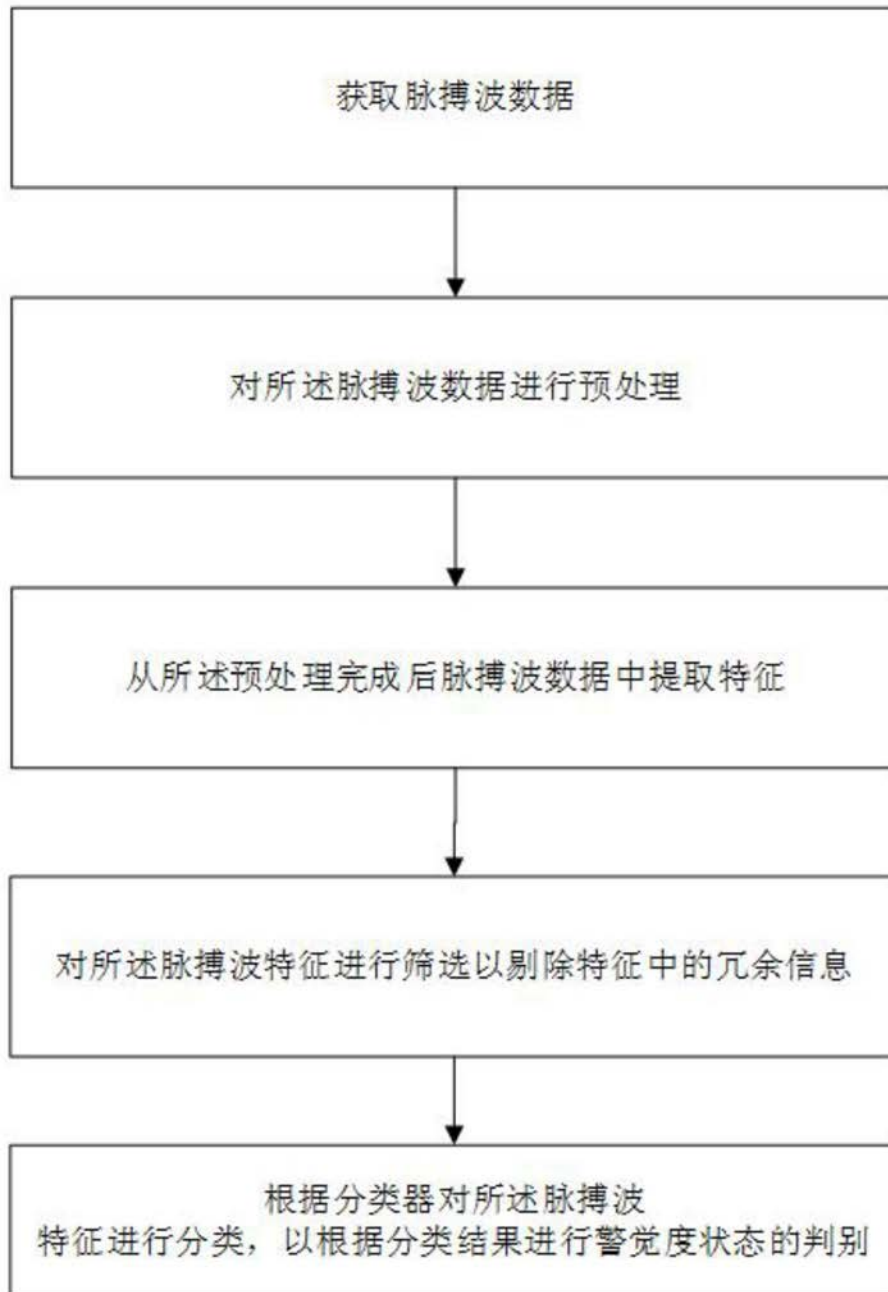 获取脉搏波数据
对所述脉搏波数据进行预处理
从所述预处理完成后脉搏波数据中提取特征
对所述脉搏波特征进行筛选以剔除特征中的冗余信息
根据分类器对所述脉搏波
特征进行分类，以根据分类结果进行警觉度状态的判别